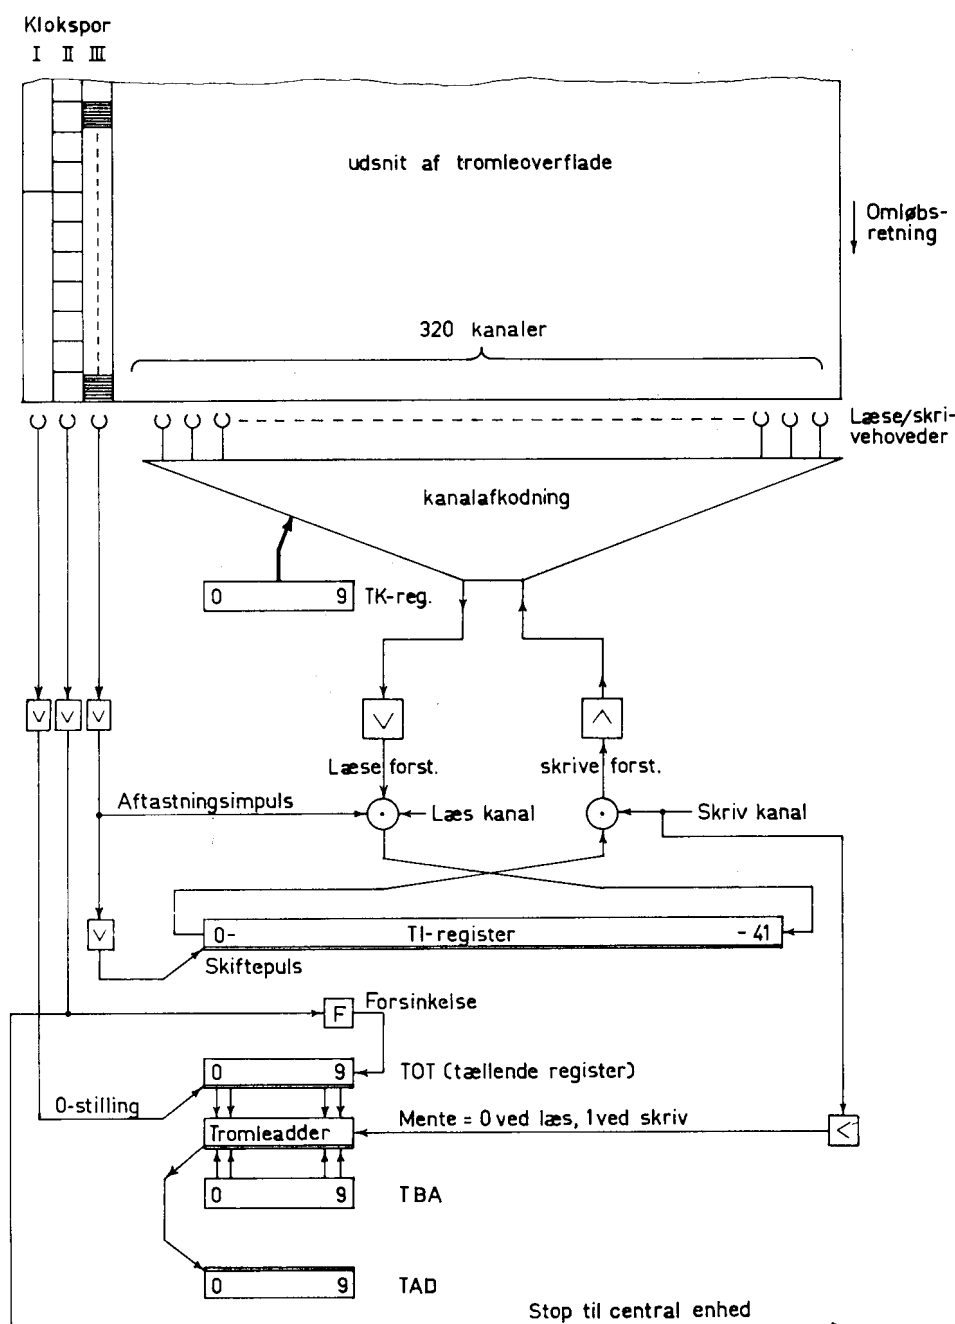 Klokspor
I II III
udsnit af tromleoverflade
Omløbs-
retning
320 kanaler
Læse/skri-
vehoveder
kanalafkodning
0 9 TK-reg.
V V V V Λ
Læse forst. skrive forst.
Aftastningsimpuls
Læs kanal
Skriv kanal
0- TI-register - 41
V
Skiftepuls
Forsinkelse
F
0 9 TOT (tællende register)
0-stilling
Mente = 0 ved læs, 1 ved skriv
Tromleadder
<
0 9 TBA
0 9 TAD
Stop til central enhed